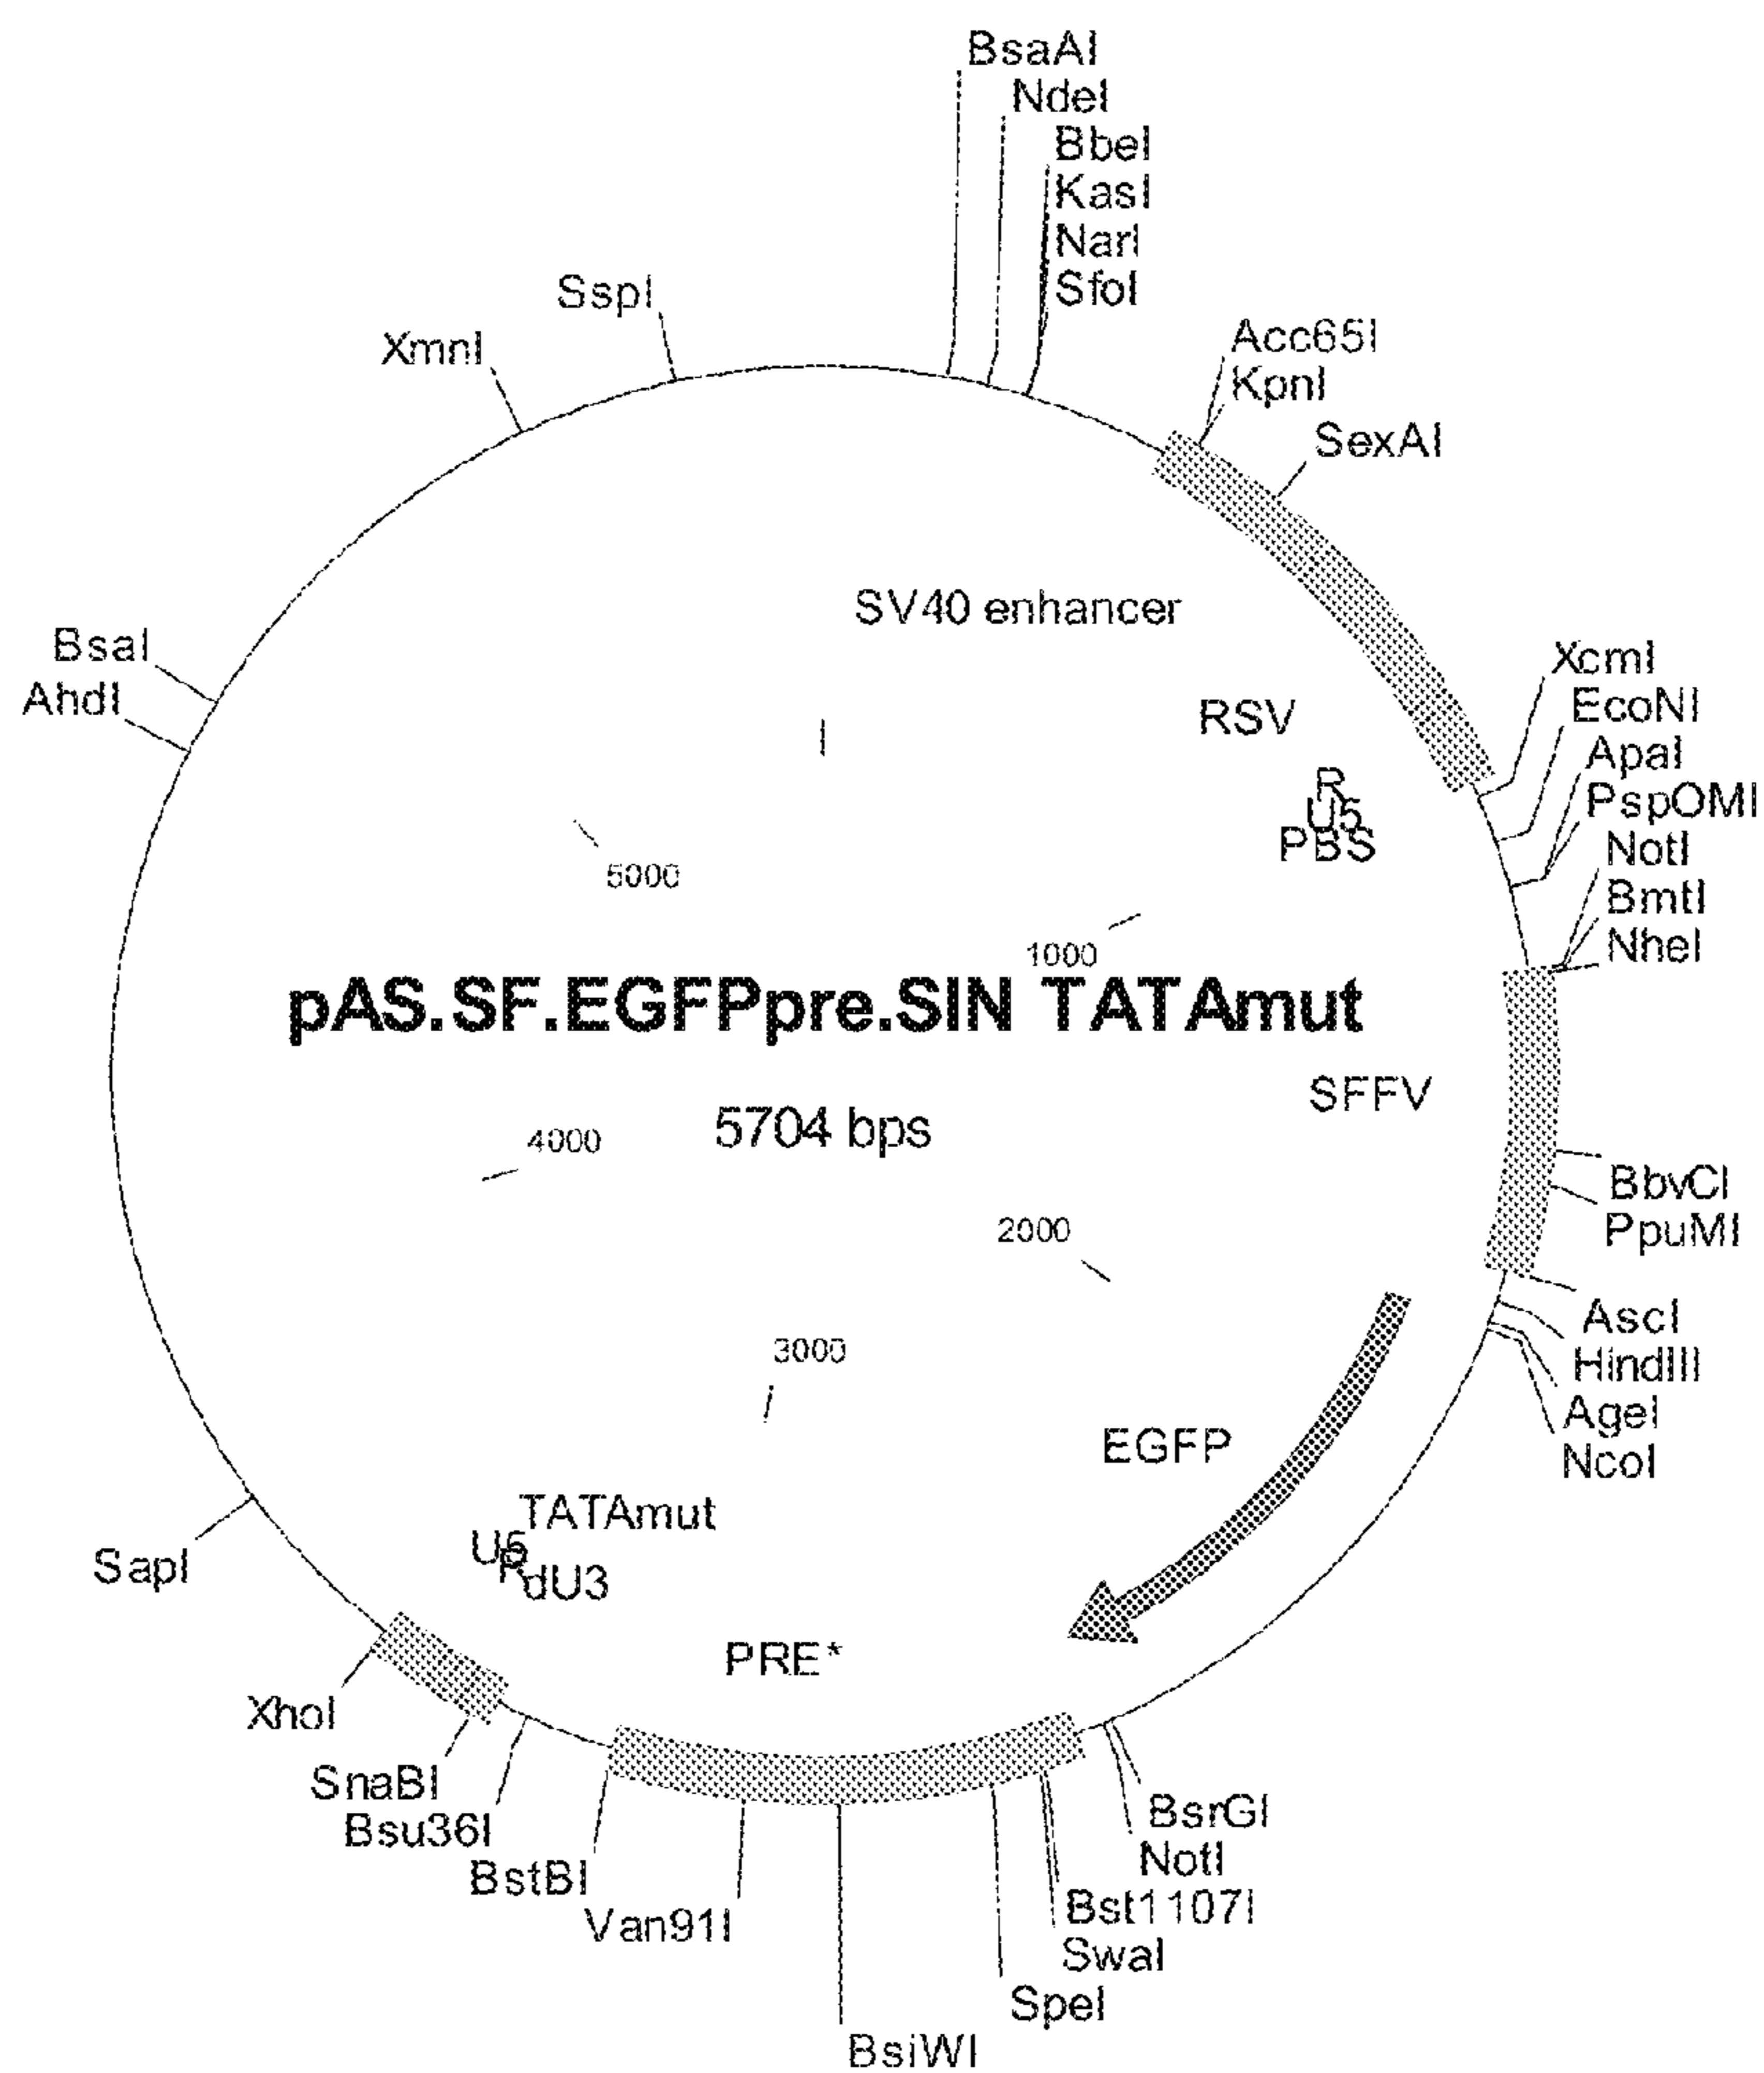 BsaAI
NdeI
BbeI
KasI
NarI
SfoI
SspI
XmnI
Acc65I
KpnI
SexAI
SV40 enhancer
BsaI
AhdI
XcmI
EcoNI
ApaI
PspOMI
NotI
BmtI
NheI
RSV
R
U5
PBS
5000
1000
pAS.SF.EGFPpre.SIN TATAmut
5704 bps
SFFV
4000
2000
BbvCI
PpuMI
AscI
HindIII
AgeI
NcoI
3000
EGFP
TATAmut
U5
R
dU3
SapI
PRE*
XhoI
SnaBI
Bsu36I
BstBI
Van91I
BsrGI
NotI
Bst1107I
SwaI
SpeI
BsiWI